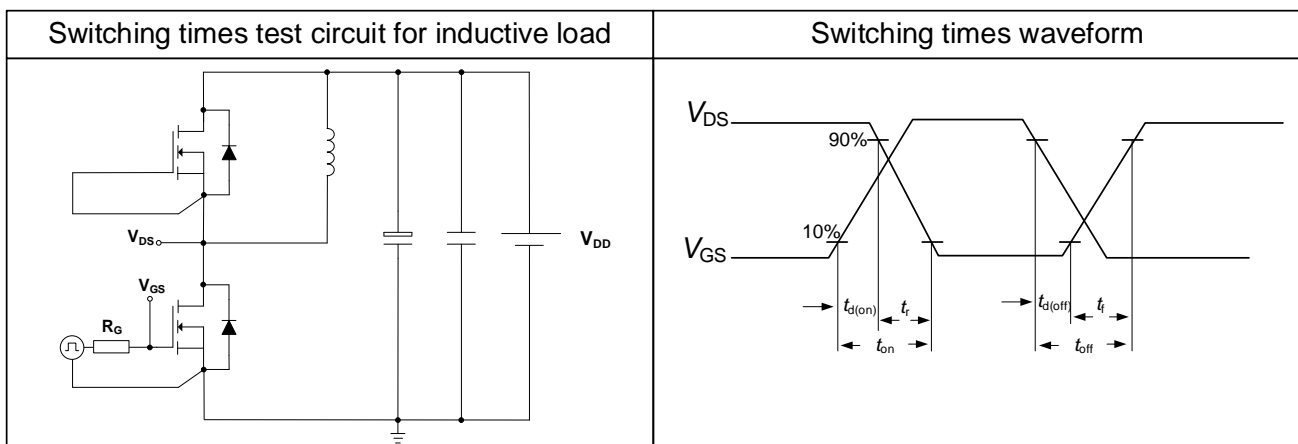 Switching times test circuit for inductive load
Switching times waveform
VDS
VDD
VGS
RG
VDS
90%
10%
VGS
td(on)
tr
td(off)
tf
ton
toff